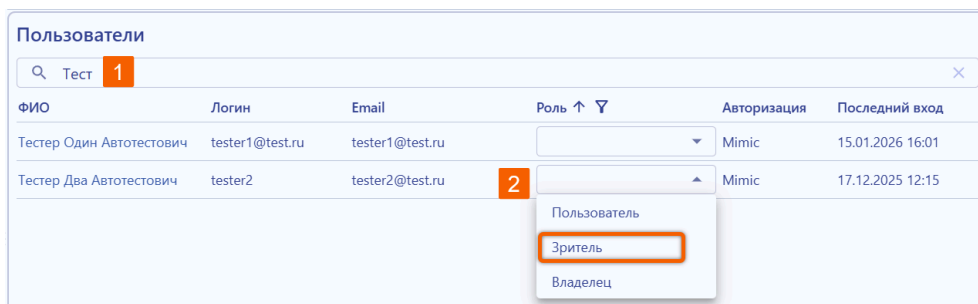 Пользователи
Тест 1
ФИО Логин Email Роль Авторизация Последний вход
Тестер Один Автотестович tester1@test.ru tester1@test.ru Mimic 15.01.2026 16:01
Тестер Два Автотестович tester2 tester2@test.ru 2 Mimic 17.12.2025 12:15
Пользователь
Зритель
Владелец